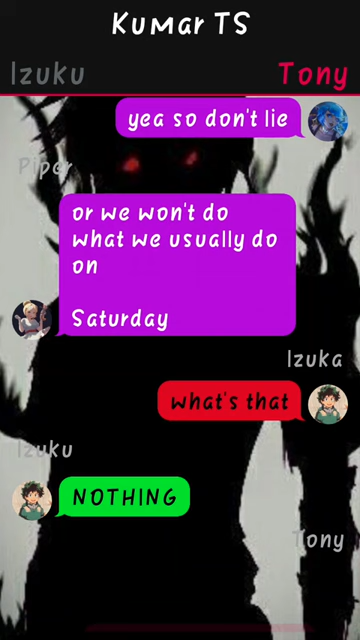 Kumar TS
Izuku
Tony
yea so don't lie
Piper
or we won't do
what we usually do
on
Saturday
Izuka
what's that
Izuku
NOTHING
Tony